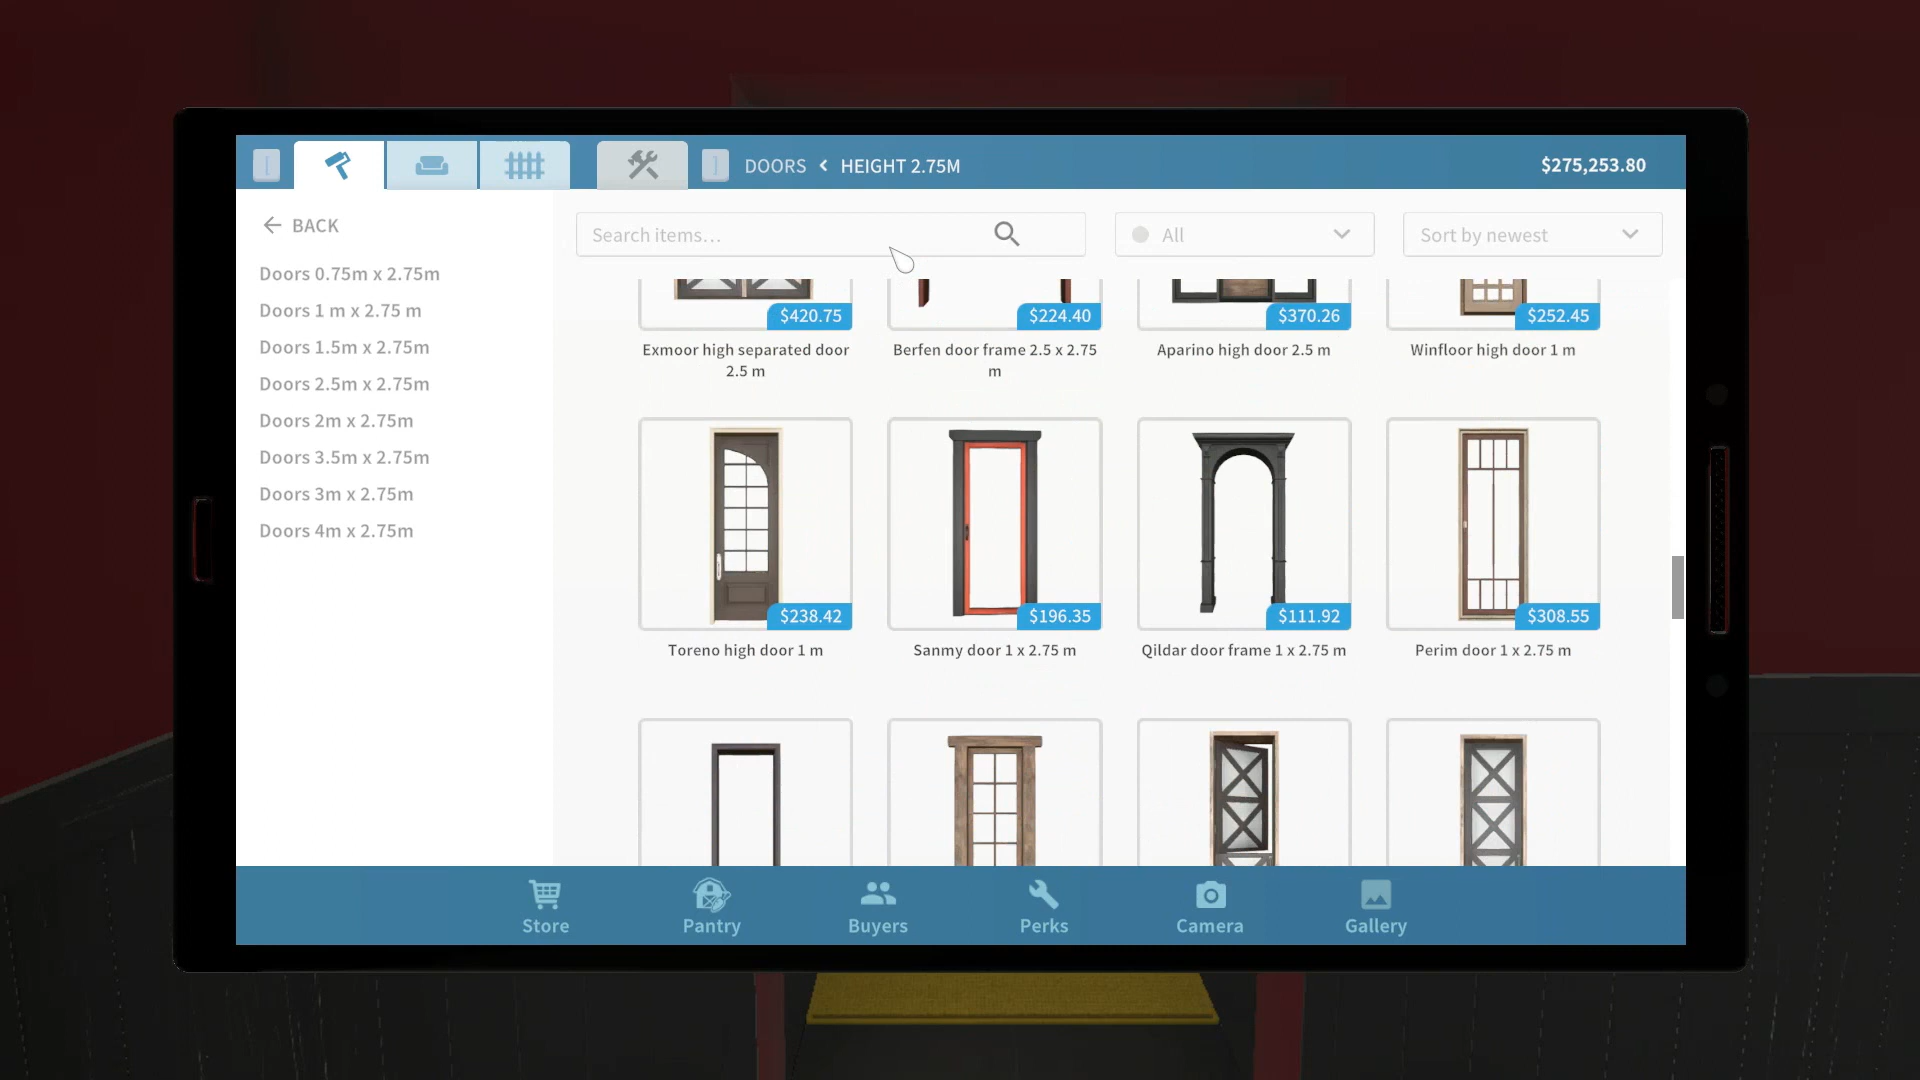 [
]
DOORS < HEIGHT 2.75M
$275,253.80
BACK
Search items...
All
Sort by newest
Doors 0.75m x 2.75m
Doors 1 m x 2.75 m
Doors 1.5m x 2.75m
Doors 2.5m x 2.75m
Doors 2m x 2.75m
Doors 3.5m x 2.75m
Doors 3m x 2.75m
Doors 4m x 2.75m
$420.75
$224.40
$370.26
$252.45
Exmoor high separated door
2.5 m
Berfen door frame 2.5 x 2.75
m
Aparino high door 2.5 m
Winfloor high door 1 m
$238.42
$196.35
$111.92
$308.55
Toreno high door 1 m
Sanmy door 1 x 2.75 m
Qildar door frame 1 x 2.75 m
Perim door 1 x 2.75 m
Store
Pantry
Buyers
Perks
Camera
Gallery